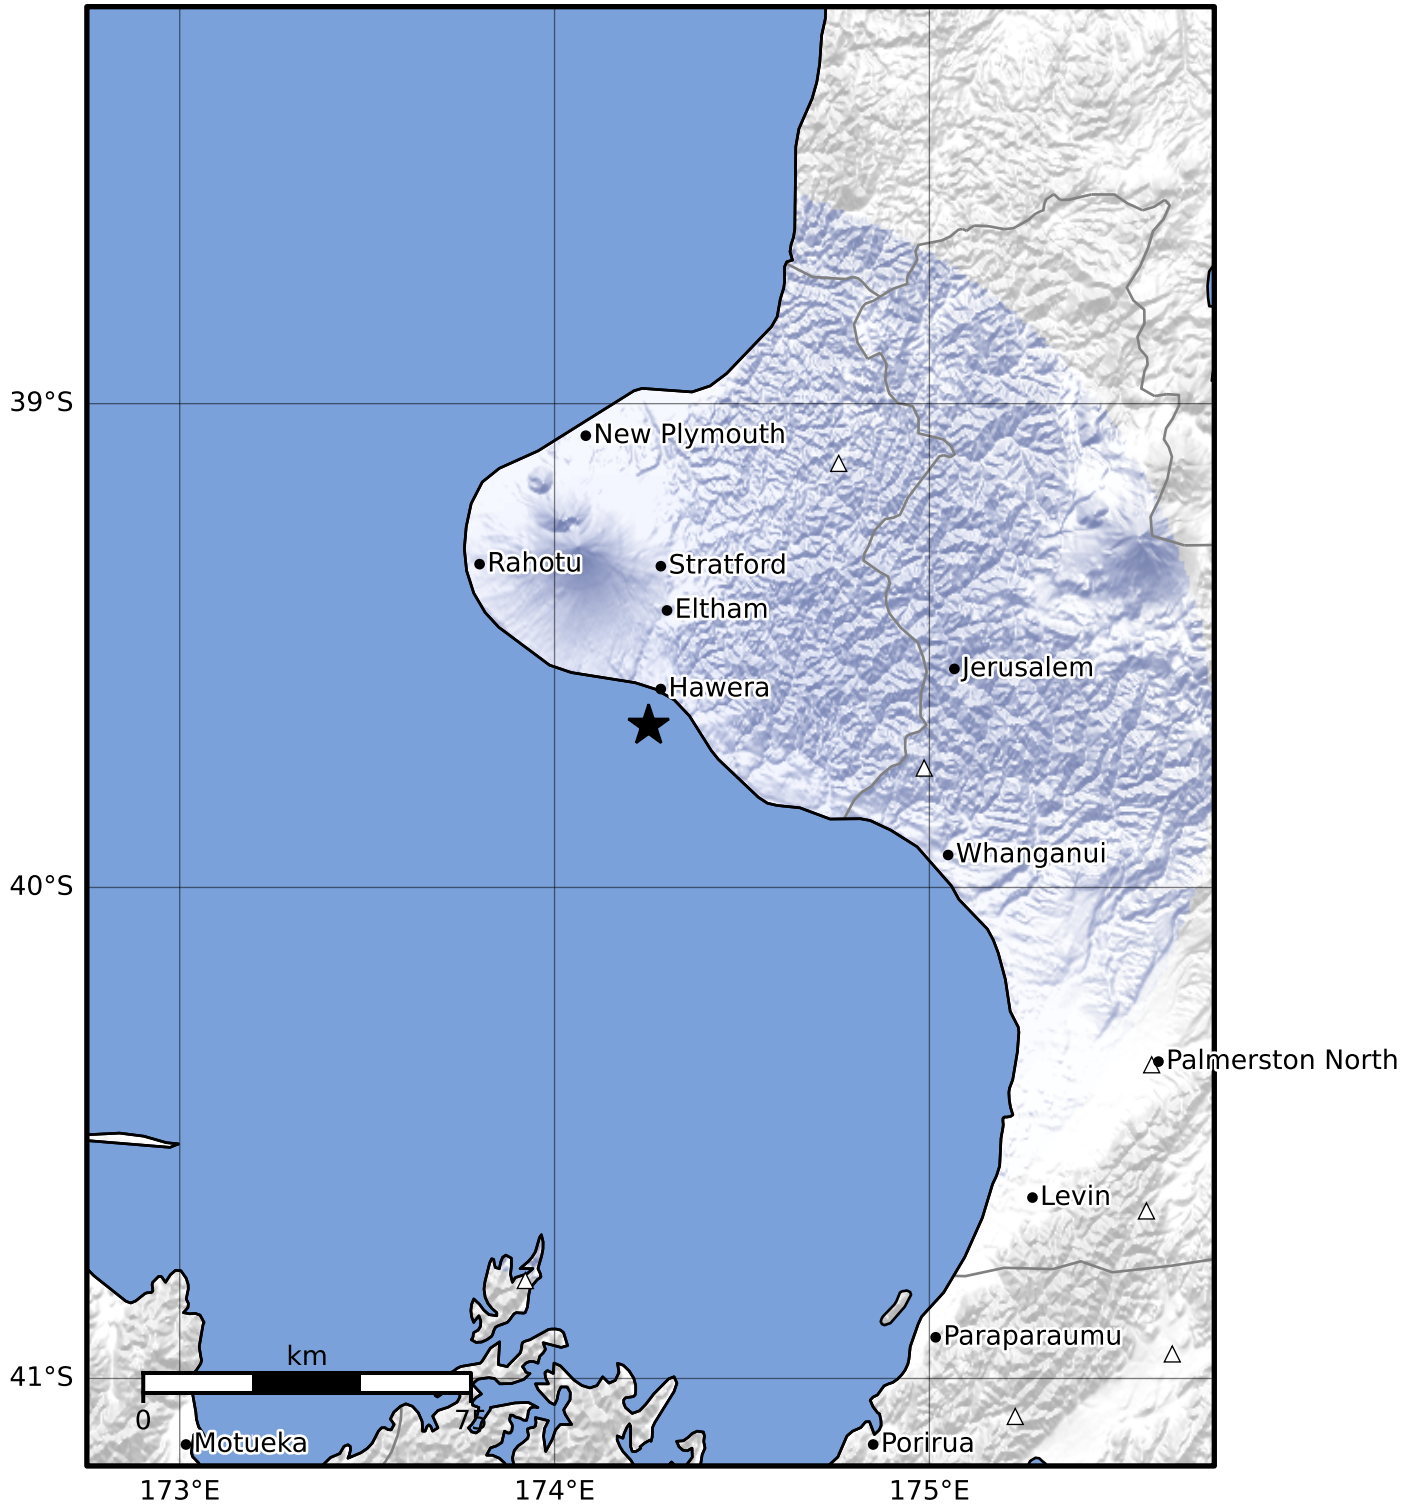 39°S
New Plymouth
Rahotu
Stratford
Eltham
Jerusalem
Hawera
Whanganui
40°S
Palmerston North
Levin
Paraparaumu
km
41°S
0
75
Motueka
Porirua
173°E
174°E
175°E